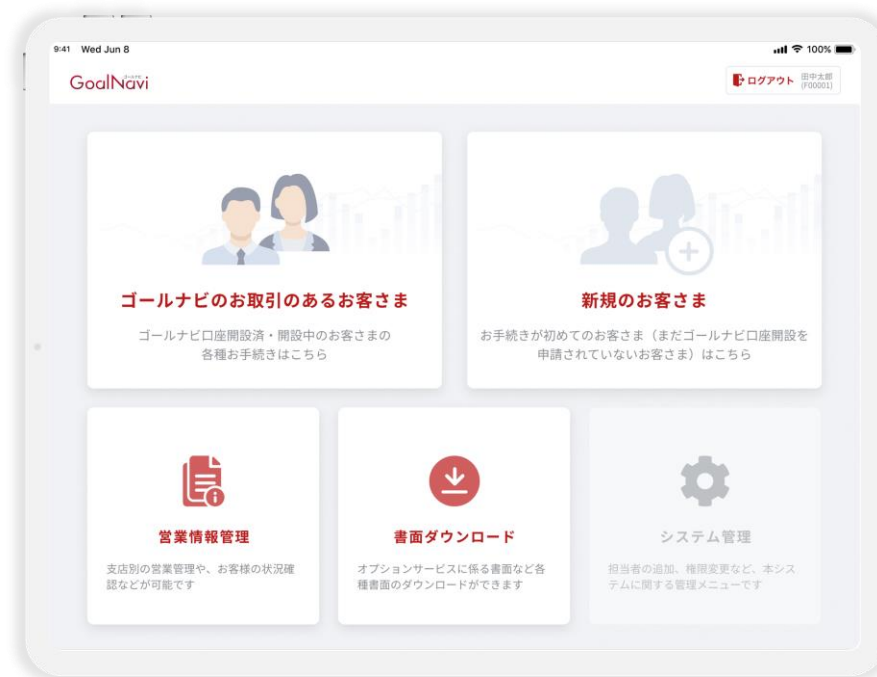 9:41 Wed Jun 8
100%
GoalNavi
ログアウト
田中太郎
(F00001)
ゴールナビのお取引のあるお客さま
ゴールナビ口座開設済・開設中のお客さまの
各種お手続きはこちら
新規のお客さま
お手続きが初めてのお客さま（まだゴールナビ口座開設を
申請されていないお客さま）はこちら
営業情報管理
支店別の営業管理や、お客様の状況確
認などが可能です
書面ダウンロード
オプションサービスに係る書面など各
種書面のダウンロードができます
システム管理
担当者の追加、権限変更など、本シス
テムに関する管理メニューです